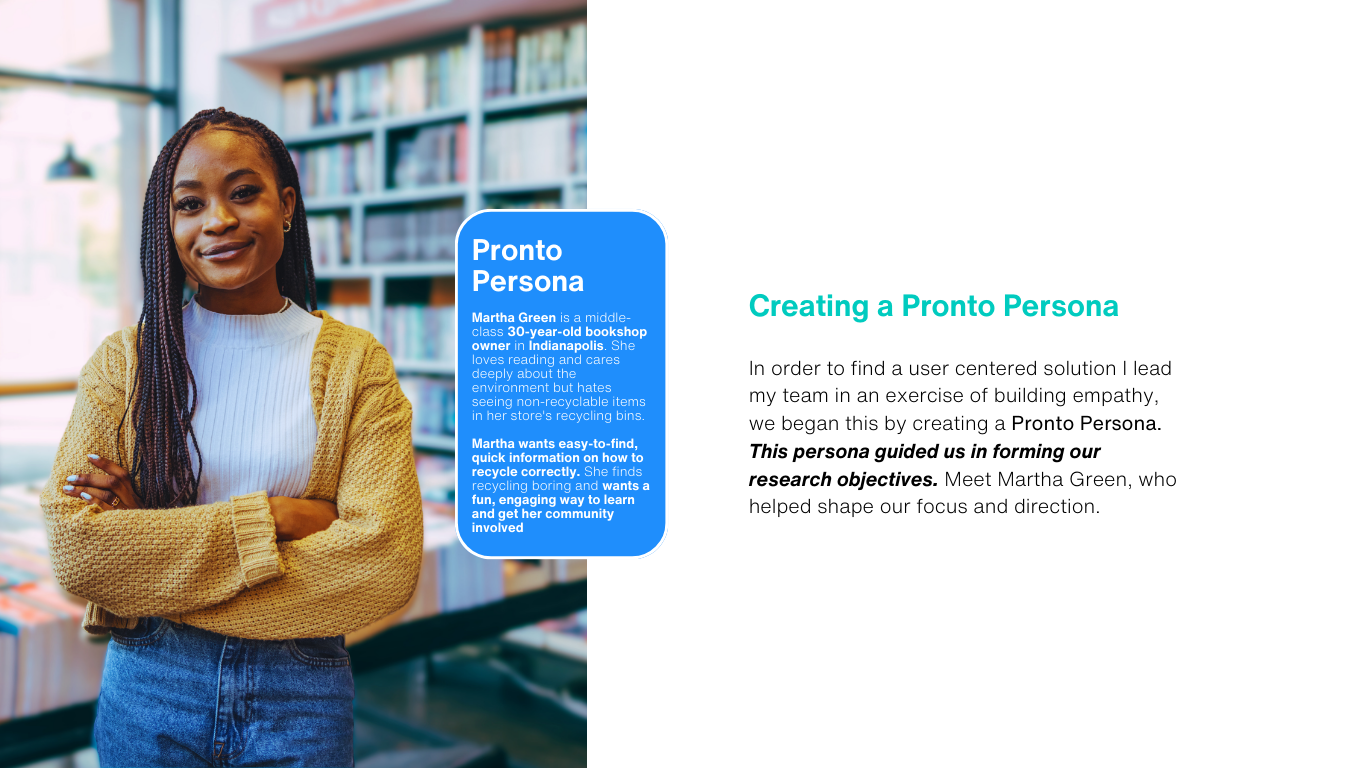 Pronto
Persona
Martha Green is a middle-
class 30-year-old bookshop
owner in Indianapolis. She
loves reading and cares
deeply about the
environment but hates
seeing non-recyclable items
in her store's recycling bins.
Martha wants easy-to-find,
quick information on how to
recycle correctly. She finds
recycling boring and wants a
fun, engaging way to learn
and get her community
involved
Creating a Pronto Persona
In order to find a user centered solution I lead
my team in an exercise of building empathy,
we began this by creating a Pronto Persona.
This persona guided us in forming our
research objectives. Meet Martha Green, who
helped shape our focus and direction.